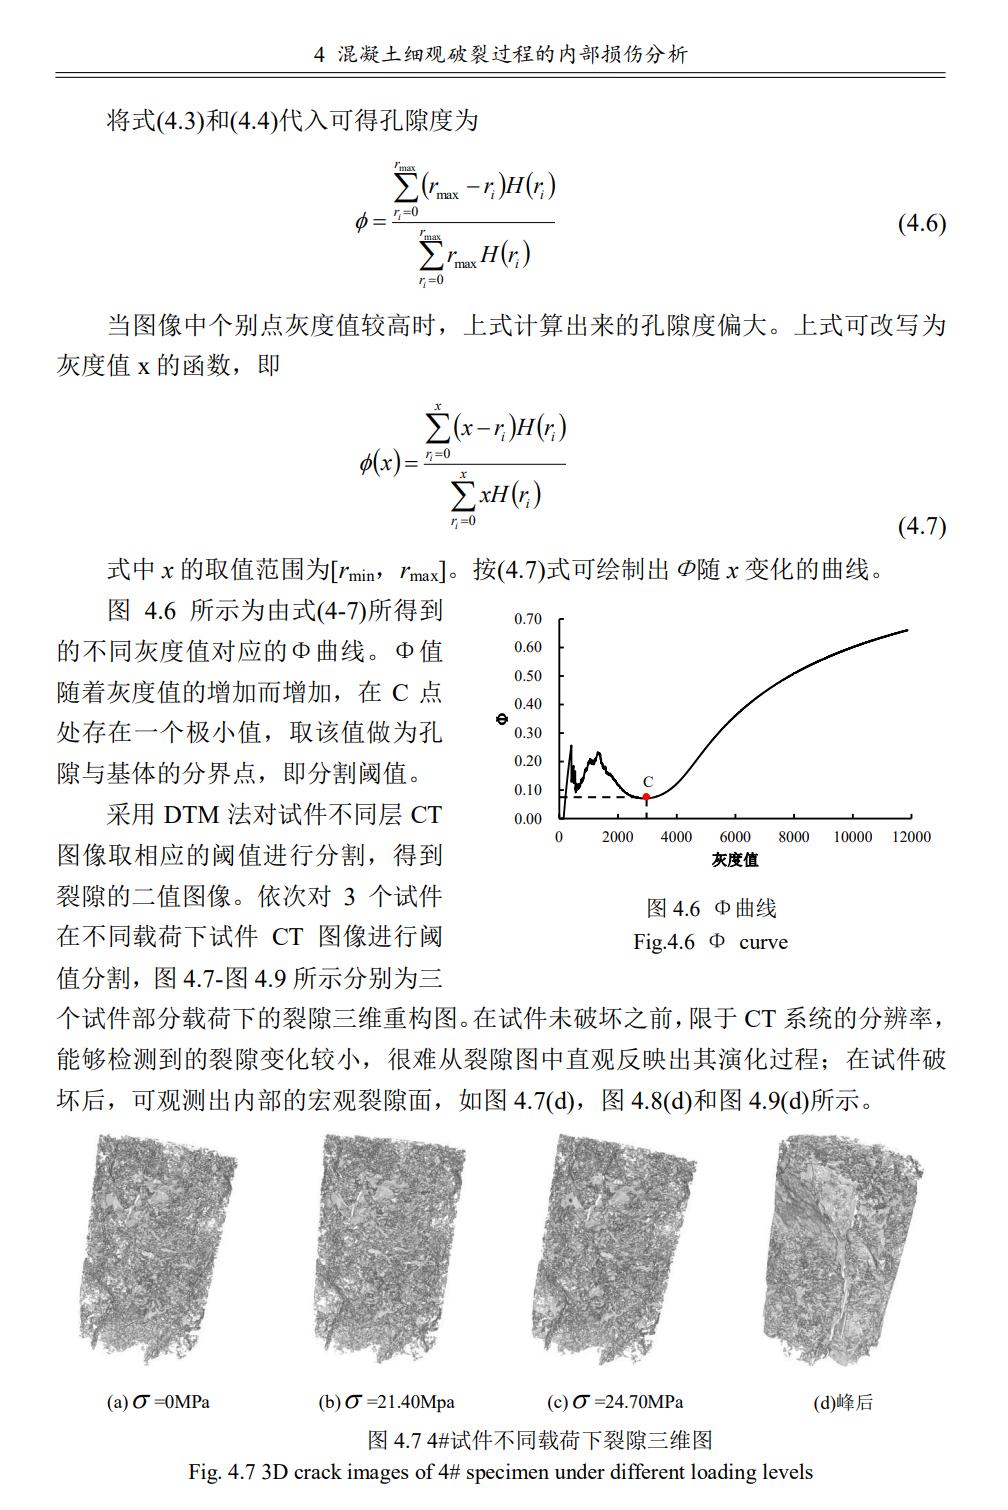 4 混凝土细观破裂过程的内部损伤分析
将式(4.3)和(4.4)代入可得孔隙度为
ϕ = \frac{\sum_{r_i=0}^{r_{max}} (r_{max} - r_i) H(r_i)}{\sum_{r_i=0}^{r_{max}} r_{max} H(r_i)} (4.6)
当图像中个别点灰度值较高时，上式计算出来的孔隙度偏大。上式可改写为
灰度值 x 的函数，即
ϕ(x) = \frac{\sum_{r_i=0}^{x} (x - r_i) H(r_i)}{\sum_{r_i=0}^{x} x H(r_i)} (4.7)
式中 x 的取值范围为[r_min，r_max]。按(4.7)式可绘制出 Φ随 x 变化的曲线。
图 4.6 所示为由式(4-7)所得到
的不同灰度值对应的Φ曲线。Φ值
随着灰度值的增加而增加，在 C 点
处存在一个极小值，取该值做为孔
隙与基体的分界点，即分割阈值。
采用 DTM 法对试件不同层 CT
图像取相应的阈值进行分割，得到
裂隙的二值图像。依次对 3 个试件
在不同载荷下试件 CT 图像进行阈
值分割，图 4.7-图 4.9 所示分别为三
0.70
0.60
0.50
0.40
0.30
0.20
0.10
0.00
Φ
C
0 2000 4000 6000 8000 10000 12000
灰度值
图 4.6 Φ曲线
Fig.4.6 Φ curve
个试件部分载荷下的裂隙三维重构图。在试件未破坏之前，限于 CT 系统的分辨率，
能够检测到的裂隙变化较小，很难从裂隙图中直观反映出其演化过程；在试件破
坏后，可观测出内部的宏观裂隙面，如图 4.7(d)，图 4.8(d)和图 4.9(d)所示。
(a) σ =0MPa (b) σ =21.40Mpa (c) σ =24.70MPa (d)峰后
图 4.7 4#试件不同载荷下裂隙三维图
Fig. 4.7 3D crack images of 4# specimen under different loading levels